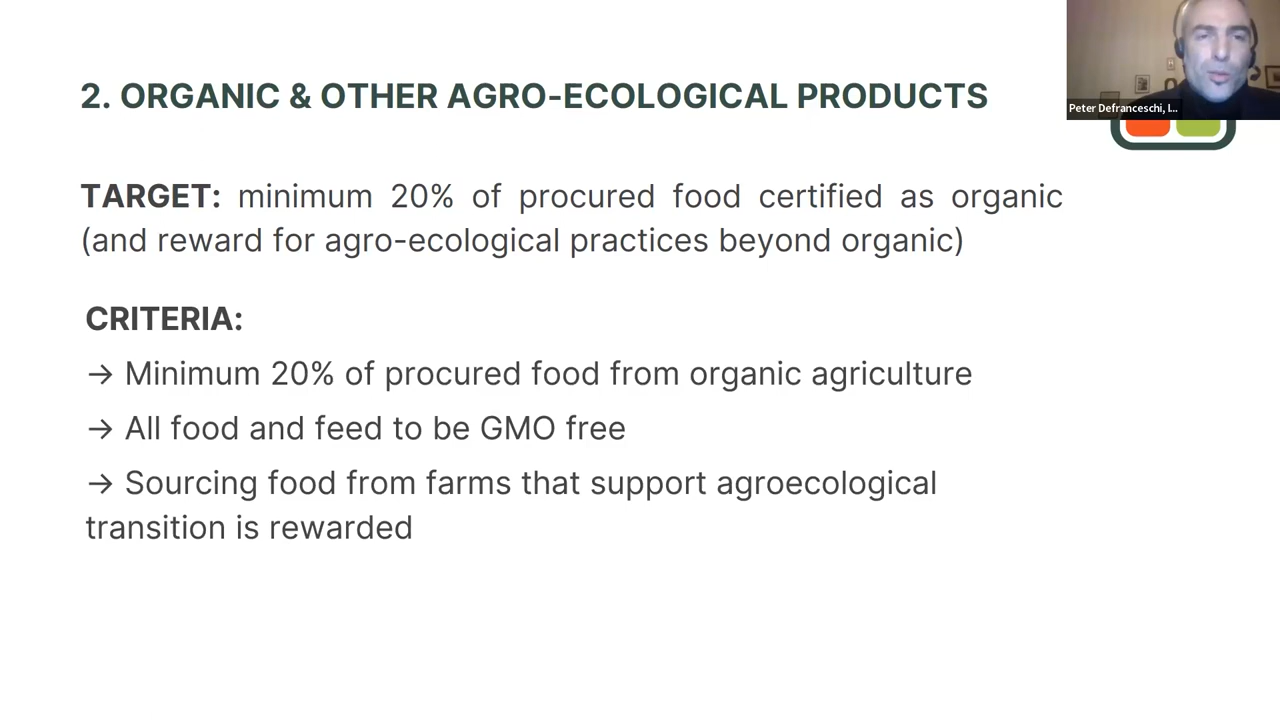 2. ORGANIC & OTHER AGRO-ECOLOGICAL PRODUCTS
Peter Defranceschi, I...
TARGET: minimum 20% of procured food certified as organic
(and reward for agro-ecological practices beyond organic)
CRITERIA:
→ Minimum 20% of procured food from organic agriculture
→ All food and feed to be GMO free
→ Sourcing food from farms that support agroecological
transition is rewarded